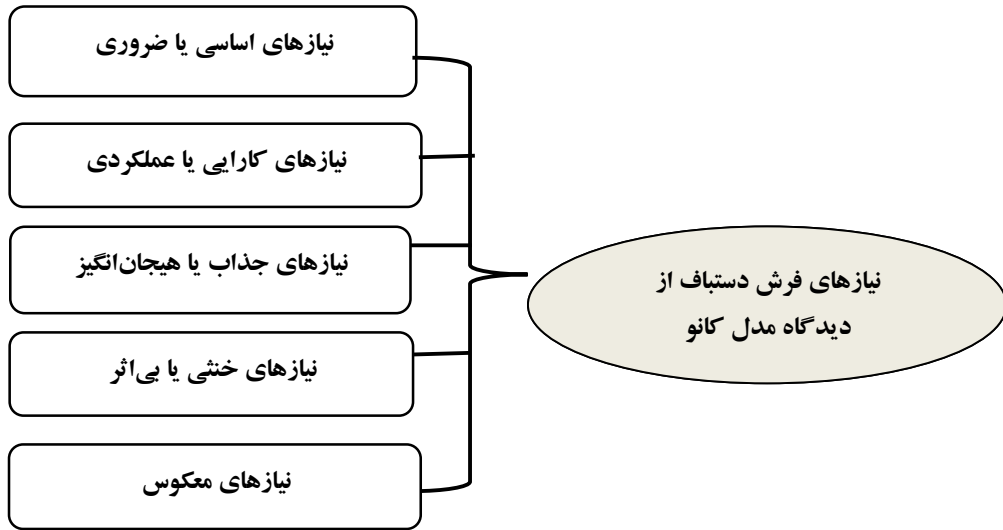 نیازهای اساسی یا ضروری
نیازهای کارایی یا عملکردی
نیازهای جذاب یا هیجان‌انگیز
نیازهای خنثی یا بی‌اثر
نیازهای معکوس
نیازهای فرش دستباف از
دیدگاه مدل کانو